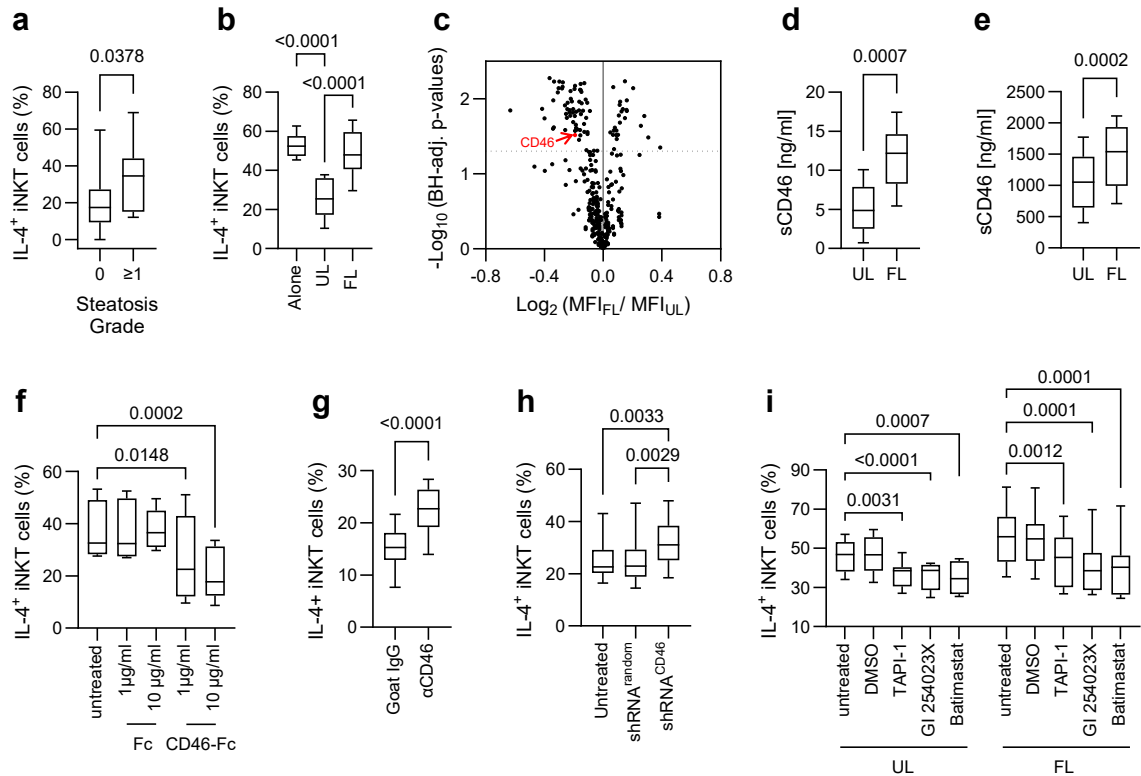 a
0.0378
IL-4⁺ iNKT cells (%)
80
60
40
20
0
0
≥1
Steatosis
Grade
b
<0.0001
<0.0001
IL-4⁺ iNKT cells (%)
80
60
40
20
0
Alone
UL
FL
c
-Log₁₀ (BH-adj. p-values)
2
1
0
CD46
-0.8
-0.4
0.0
0.4
0.8
Log₂ (MFI_FL/ MFI_UL)
d
0.0007
sCD46 [ng/ml]
20
15
10
5
0
UL
FL
e
0.0002
sCD46 [ng/ml]
2500
2000
1500
1000
500
0
UL
FL
f
0.0002
0.0148
IL-4⁺ iNKT cells (%)
60
40
20
0
untreated
1µg/ml
10 µg/ml
1µg/ml
10 µg/ml
Fc
CD46-Fc
g
<0.0001
IL-4+ iNKT cells (%)
30
20
10
0
Goat IgG
αCD46
h
0.0033
0.0029
IL-4⁺ iNKT cells (%)
60
40
20
0
Untreated
shRNA^random
shRNA^CD46
i
0.0007
<0.0001
0.0031
0.0001
0.0001
0.0012
IL-4⁺ iNKT cells (%)
90
70
50
30
10
untreated
DMSO
TAPI-1
GI 254023X
Batimastat
UL
untreated
DMSO
TAPI-1
GI 254023X
Batimastat
FL